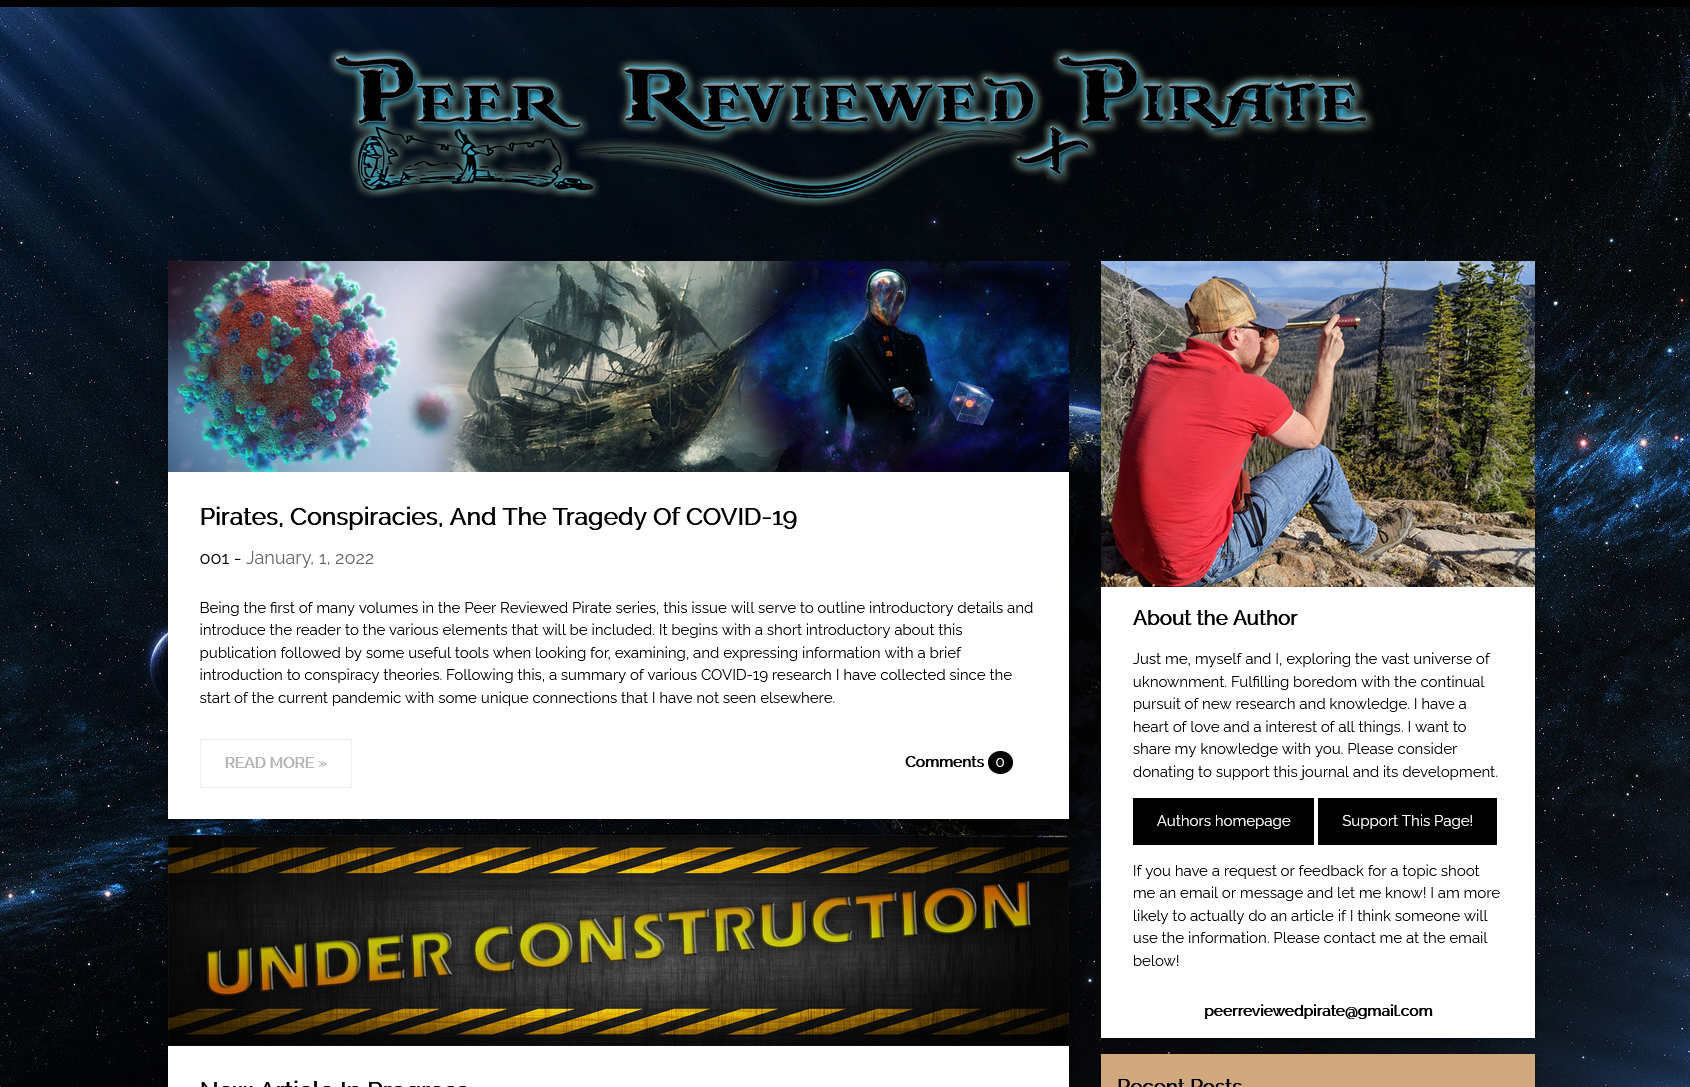 Peer Reviewed Pirate
Pirates, Conspiracies, And The Tragedy Of COVID-19
001 - January, 1, 2022
Being the first of many volumes in the Peer Reviewed Pirate series, this issue will serve to outline introductory details and
introduce the reader to the various elements that will be included. It begins with a short introductory about this
publication followed by some useful tools when looking for, examining, and expressing information with a brief
introduction to conspiracy theories. Following this, a summary of various COVID-19 research I have collected since the
start of the current pandemic with some unique connections that I have not seen elsewhere.
READ MORE »
Comments 0
UNDER CONSTRUCTION
New Article In Progress
About the Author
Just me, myself and I, exploring the vast universe of
uknownment. Fulfilling boredom with the continual
pursuit of new research and knowledge. I have a
heart of love and a interest of all things. I want to
share my knowledge with you. Please consider
donating to support this journal and its development.
Authors homepage
Support This Page!
If you have a request or feedback for a topic shoot
me an email or message and let me know! I am more
likely to actually do an article if I think someone will
use the information. Please contact me at the email
below!
peerreviewedpirate@gmail.com
Recent Posts